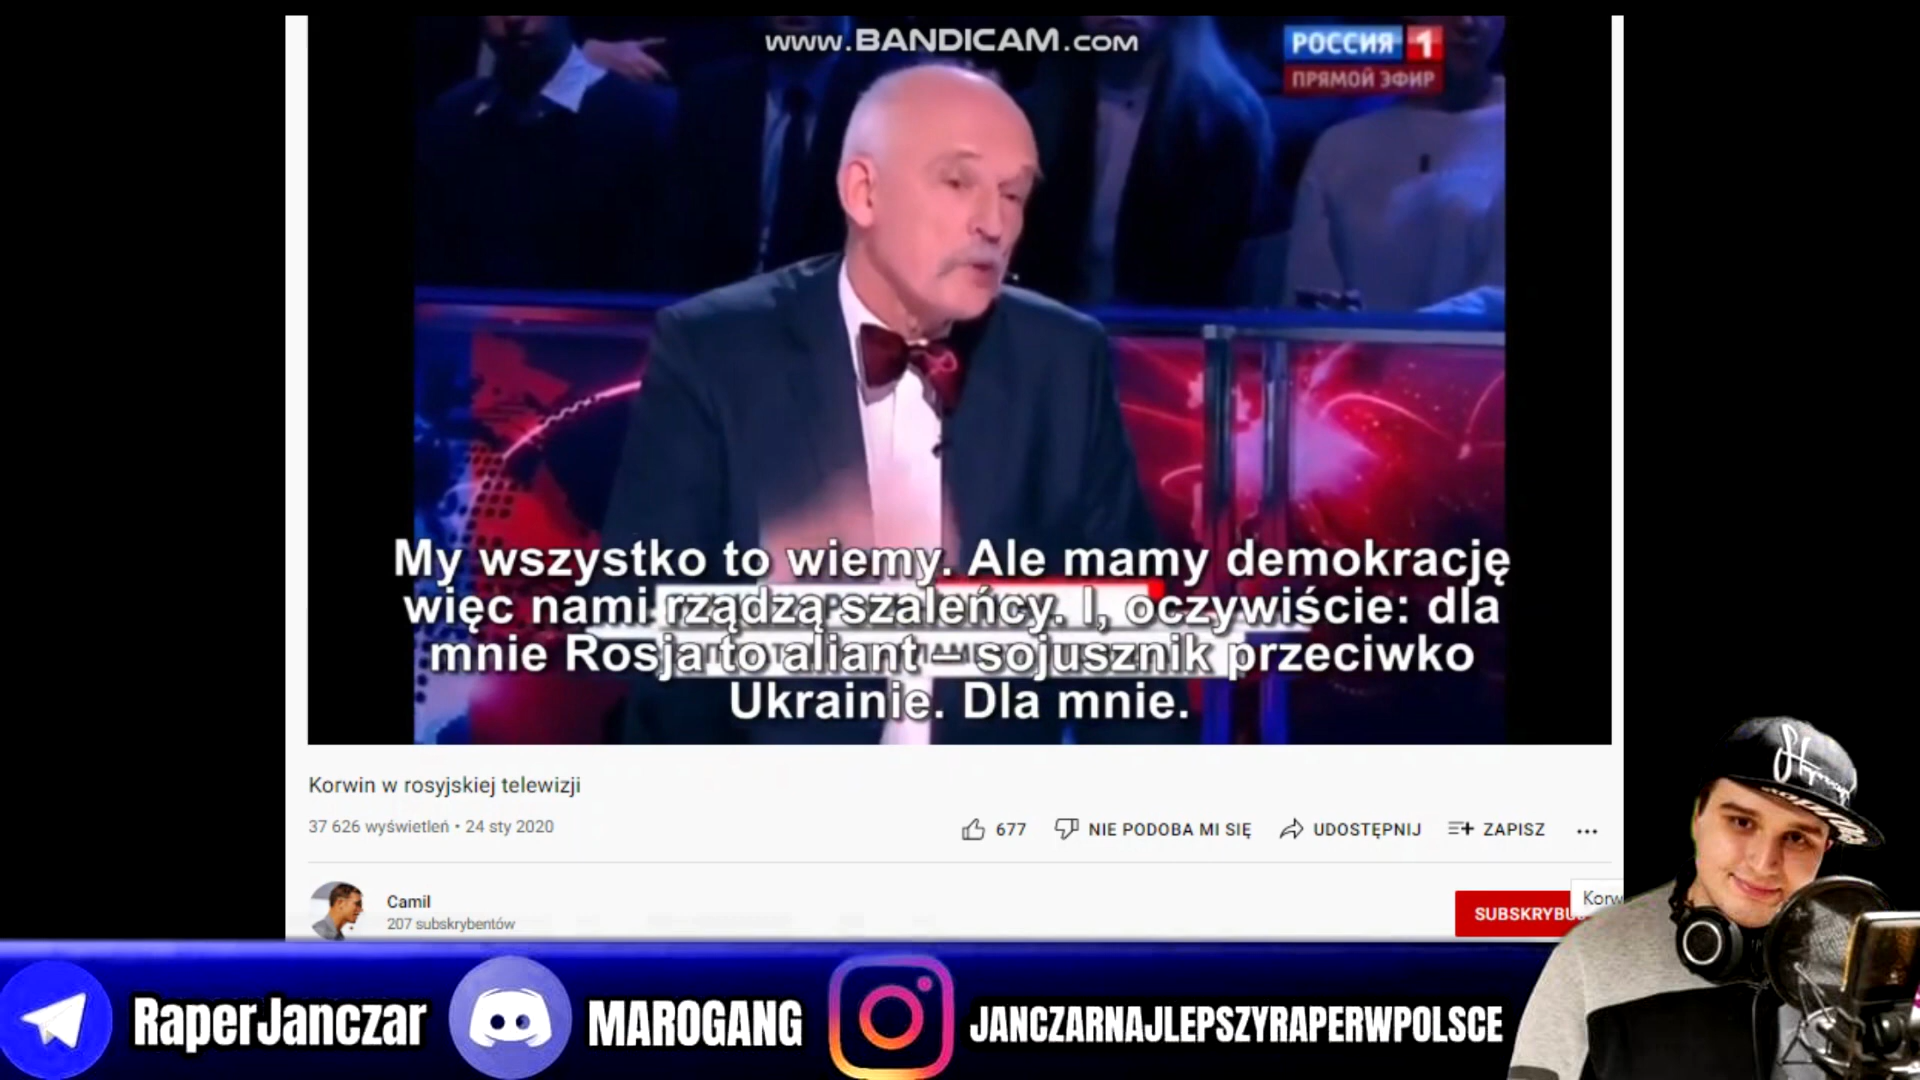 www.BANDICAM.COM
РОССИЯ 1
ПРЯМОЙ ЭФИР
My wszystko to wiemy. Ale mamy demokrację
więc nami rządzą szaleńcy. I, oczywiście: dla
mnie Rosja to aliant – sojusznik przeciwko
Ukrainie. Dla mnie.
Korwin w rosyjskiej telewizji
37 626 wyświetleń • 24 sty 2020
677 NIE PODOBA MI SIĘ UDOSTĘPNIJ ZAPISZ
Camil
207 subskrybentów
Korw
RaperJanczar MAROGANG JANCZARNAJLEPSZYRAPERWPOLSCE